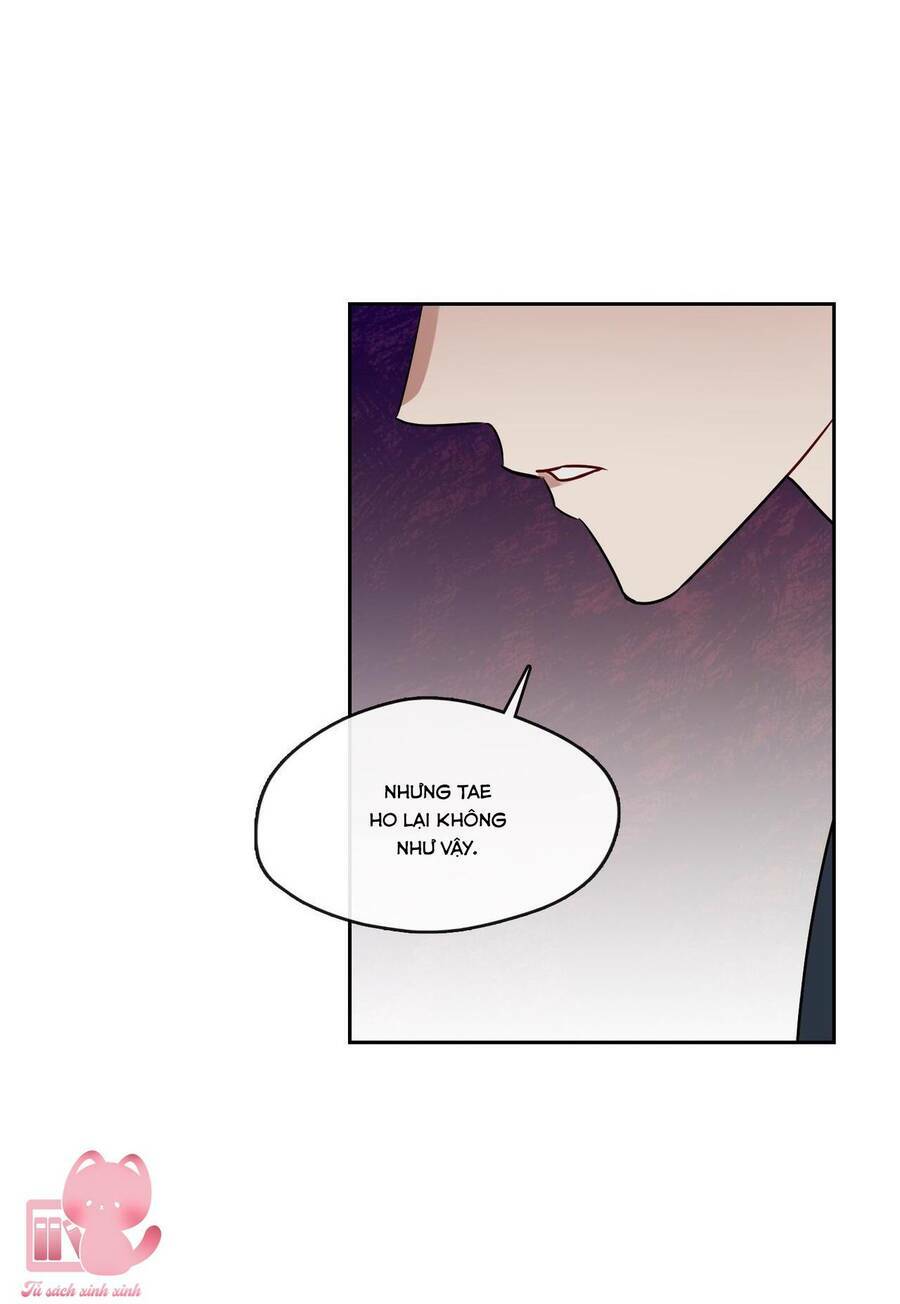 NHƯNG TAE
HO LẠI KHÔNG
NHƯ VẬY.
Tủ sách xinh xinh